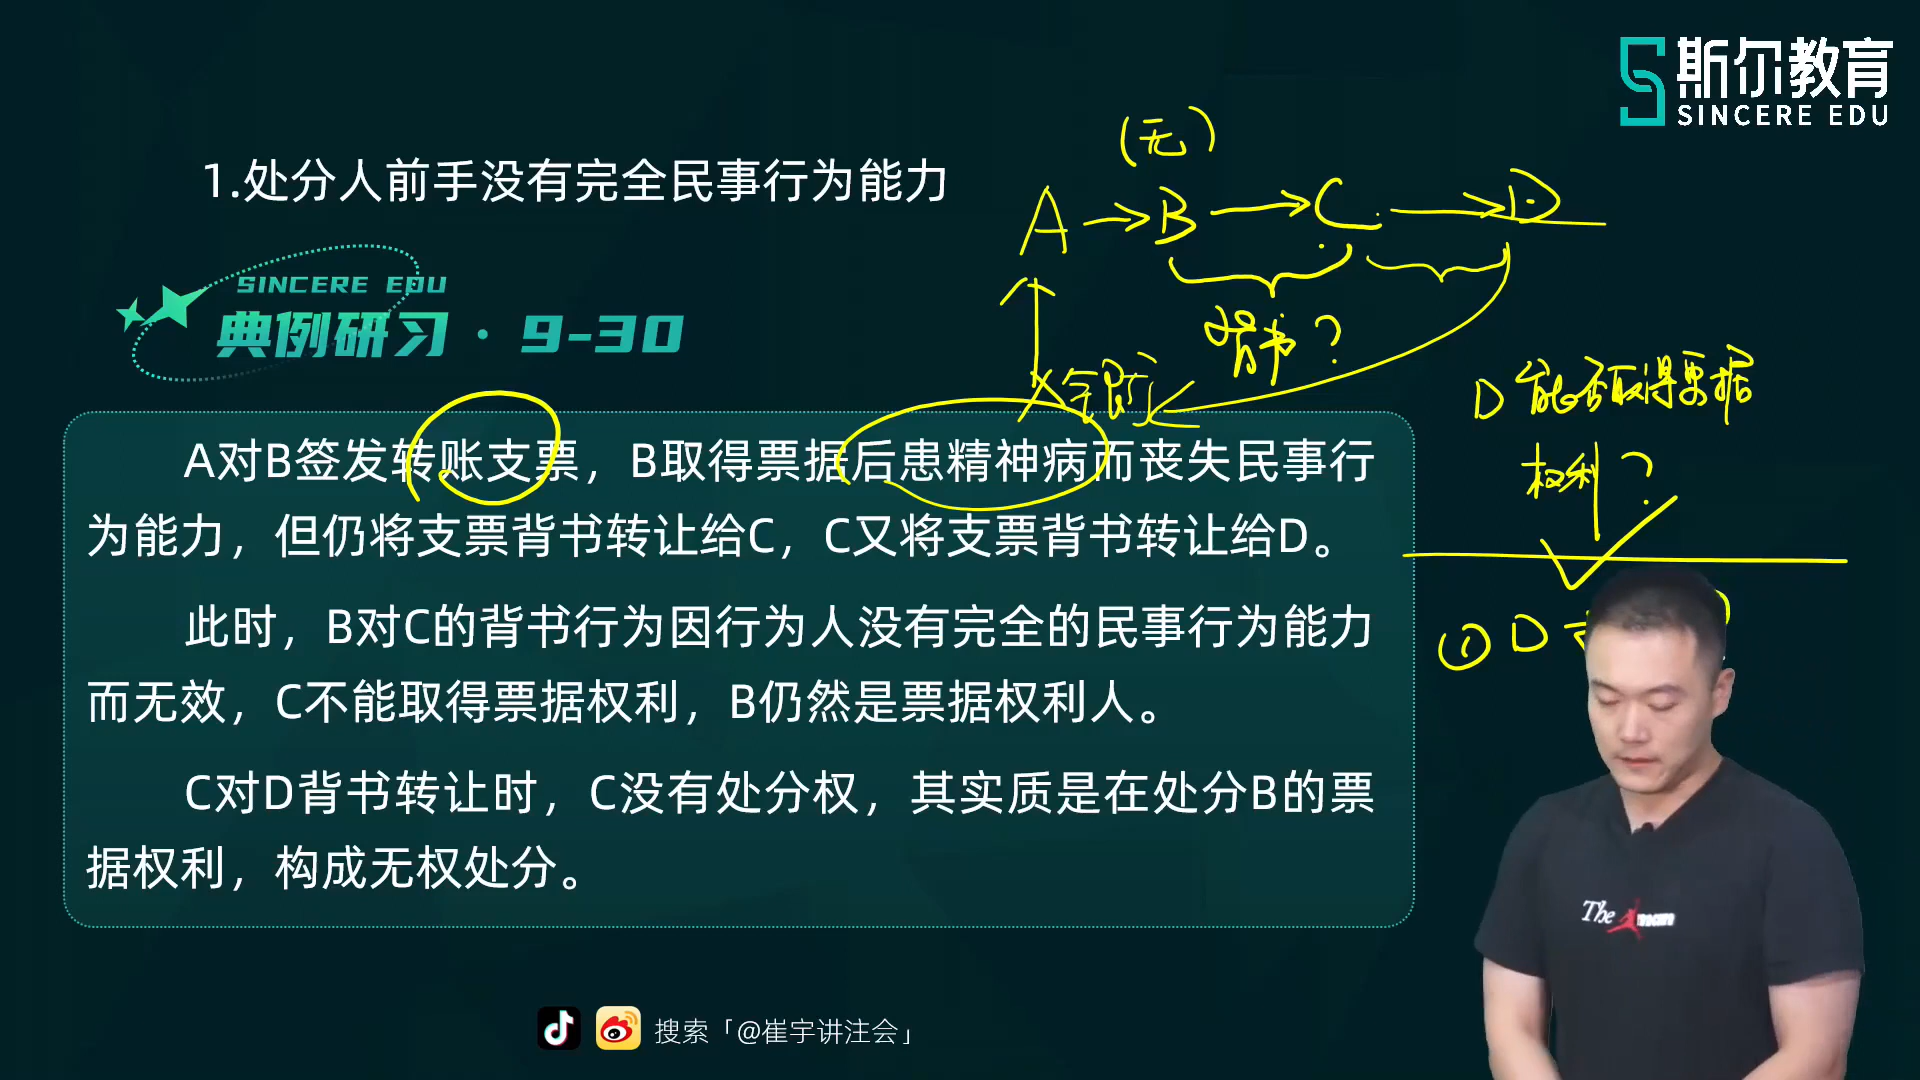 斯尔教育
SINCERE EDU
1.处分人前手没有完全民事行为能力
(无)
A → B → C → D
SINCERE EDU
典例研习 · 9-30
背书?
D能否取得票据
权利?
A对B签发转账支票，B取得票据后患精神病而丧失民事行
为能力，但仍将支票背书转让给C，C又将支票背书转让给D。
① D
此时，B对C的背书行为因行为人没有完全的民事行为能力
而无效，C不能取得票据权利，B仍然是票据权利人。
C对D背书转让时，C没有处分权，其实质是在处分B的票
据权利，构成无权处分。
The
搜索「@崔宇讲注会」